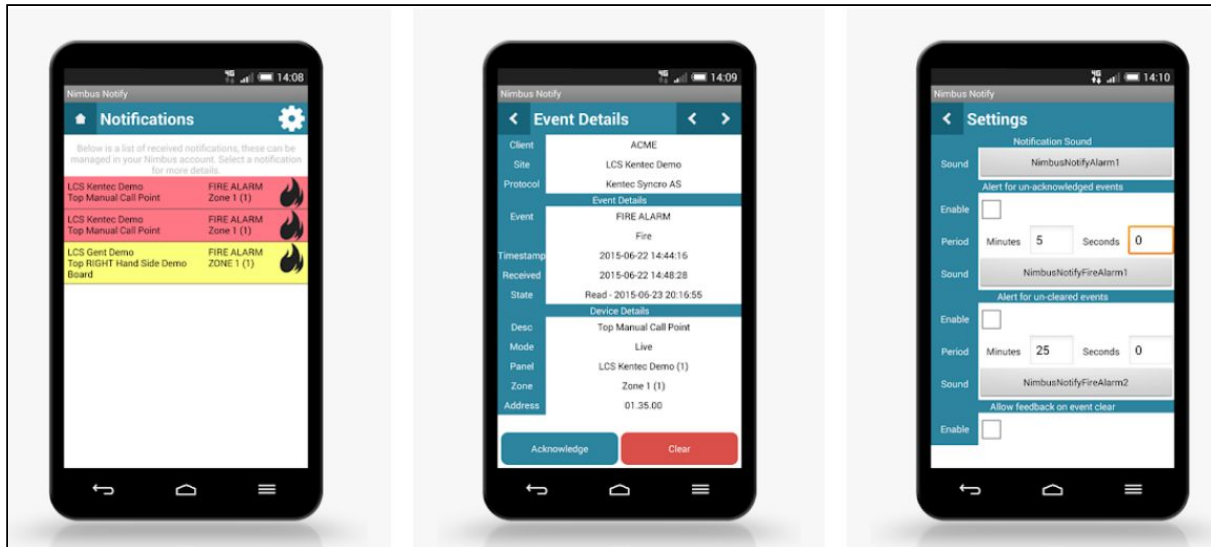 14:08
Nimbus Notify
Notifications
Below is a list of received notifications, these can be
managed in your Nimbus account. Select a notification
for more details.
LCS Kentec Demo FIRE ALARM
Top Manual Call Point Zone 1 (1)
LCS Kentec Demo FIRE ALARM
Top Manual Call Point Zone 1 (1)
LCS Gent Demo FIRE ALARM
Top RIGHT Hand Side Demo ZONE 1 (1)
Board
4G 14:09
Nimbus Notify
< Event Details < >
Client ACME
Site LCS Kentec Demo
Protocol Kentec Syncro AS
Event Details
Event FIRE ALARM
Fire
Timestamp 2015-06-22 14:44:16
Received 2015-06-22 14:48:28
State Read - 2015-06-23 20:16:55
Device Details
Desc Top Manual Call Point
Mode Live
Panel LCS Kentec Demo (1)
Zone Zone 1 (1)
Address 01.35.00
Acknowledge Clear
4G 14:10
Nimbus Notify
< Settings
Notification Sound
Sound NimbusNotifyAlarm1
Alert for un-acknowledged events
Enable
Period Minutes 5 Seconds 0
Sound NimbusNotifyFireAlarm1
Alert for un-cleared events
Enable
Period Minutes 25 Seconds 0
Sound NimbusNotifyFireAlarm2
Allow feedback on event clear
Enable